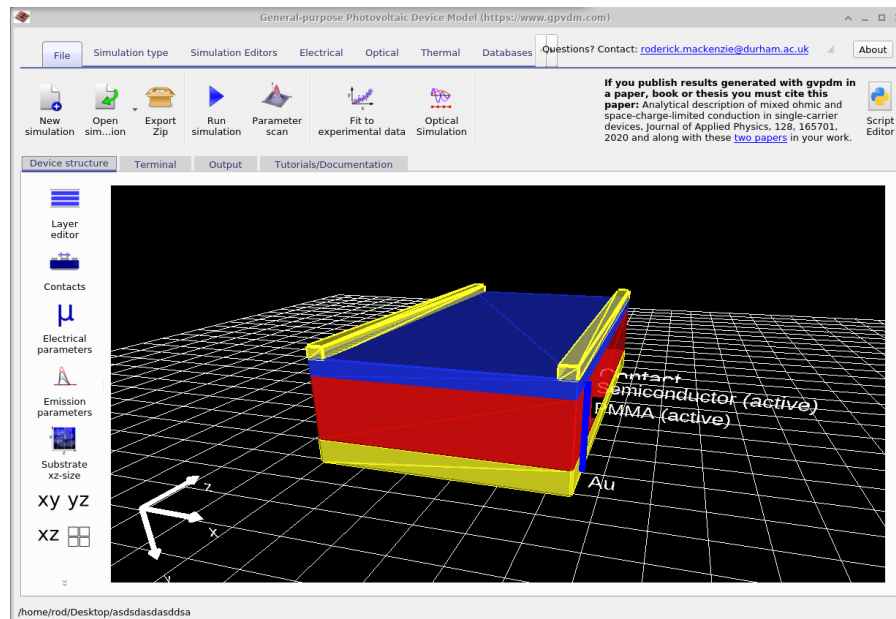 General-purpose Photovoltaic Device Model (https://www.gpvdm.com)
File
Simulation type
Simulation Editors
Electrical
Optical
Thermal
Databases
Questions? Contact: roderick.mackenzie@durham.ac.uk
About
New
simulation
Open
sim...ion
Export
Zip
Run
simulation
Parameter
scan
Fit to
experimental data
Optical
Simulation
If you publish results generated with gvpdm in
a paper, book or thesis you must cite this
paper: Analytical description of mixed ohmic and
space-charge-limited conduction in single-carrier
devices, Journal of Applied Physics, 128, 165701,
2020 and along with these two papers in your work.
Script
Editor
Device structure
Terminal
Output
Tutorials/Documentation
Layer
editor
Contacts
μ
Electrical
parameters
Emission
parameters
Substrate
xz-size
xy yz
xz
Contact
Semiconductor (active)
PMMA (active)
Au
z
x
y
/home/rod/Desktop/asdsdasdasddsa